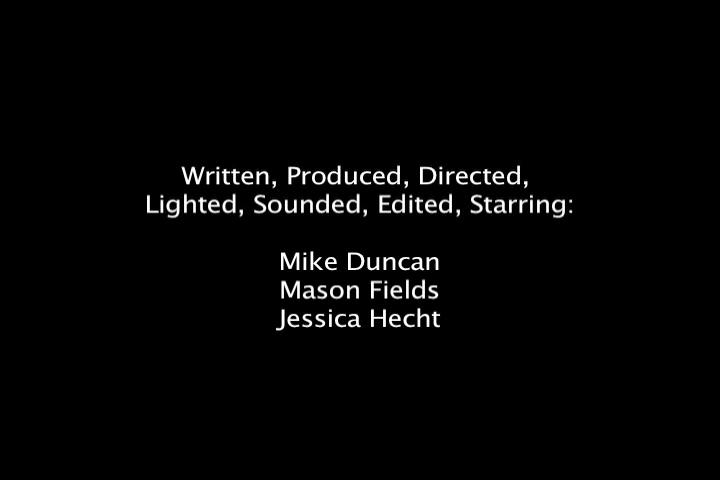 Written, Produced, Directed,
Lighted, Sounded, Edited, Starring:
Mike Duncan
Mason Fields
Jessica Hecht